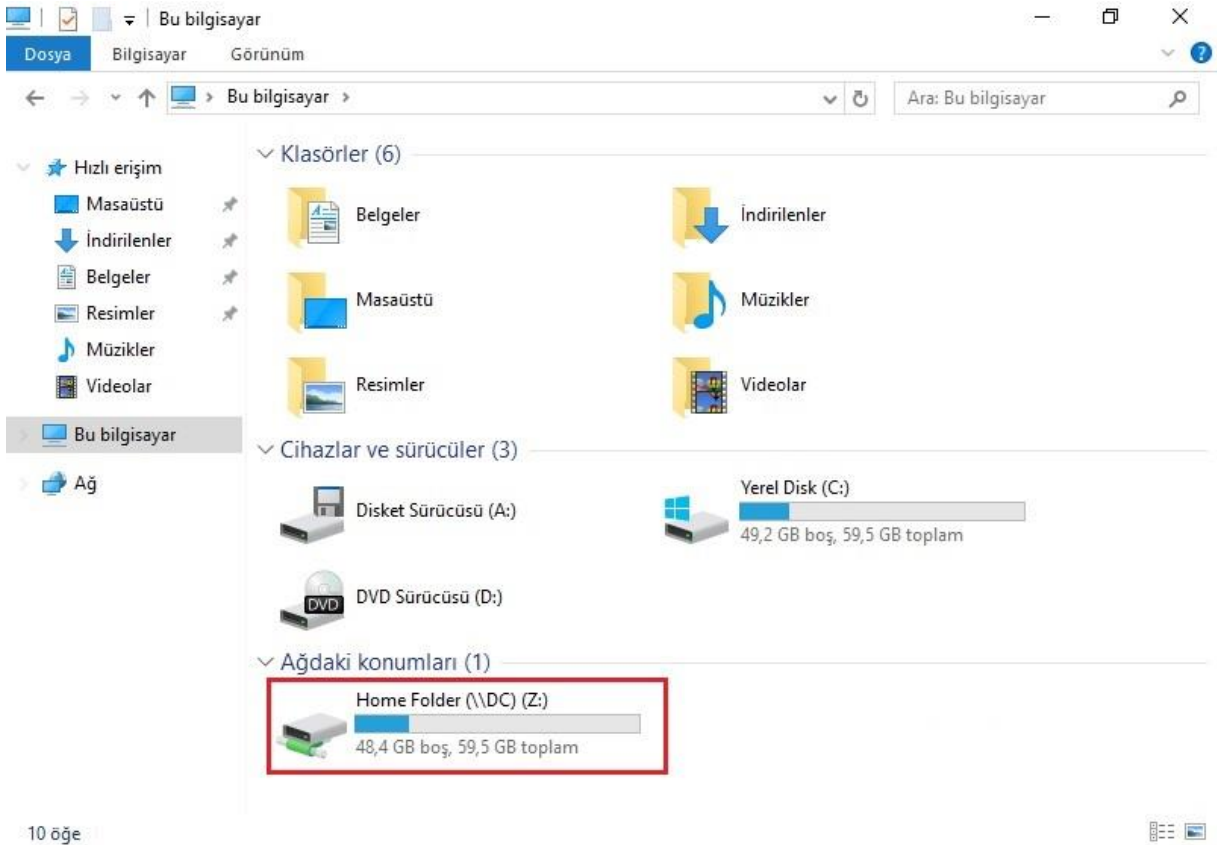 Bu bilgisayar
Dosya Bilgisayar Görünüm ?
Bu bilgisayar Ara: Bu bilgisayar
Hızlı erişim
Masaüstü
İndirilenler
Belgeler
Resimler
Müzikler
Videolar
Bu bilgisayar
Ağ
Klasörler (6)
Belgeler İndirilenler
Masaüstü Müzikler
Resimler Videolar
Cihazlar ve sürücüler (3)
Disket Sürücüsü (A:)
Yerel Disk (C:)
49,2 GB boş, 59,5 GB toplam
DVD
DVD Sürücüsü (D:)
Ağdaki konumları (1)
Home Folder (\\DC) (Z:)
48,4 GB boş, 59,5 GB toplam
10 öğe